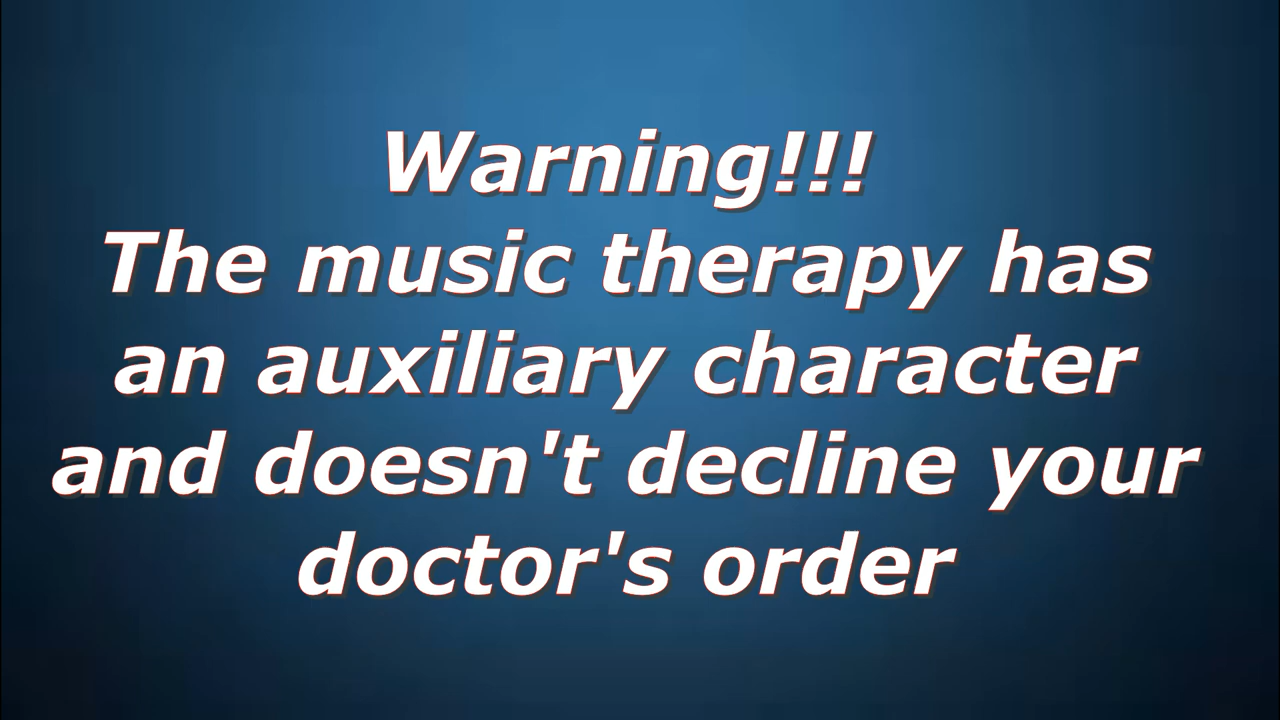 Warning!!!
The music therapy has
an auxiliary character
and doesn't decline your
doctor's order